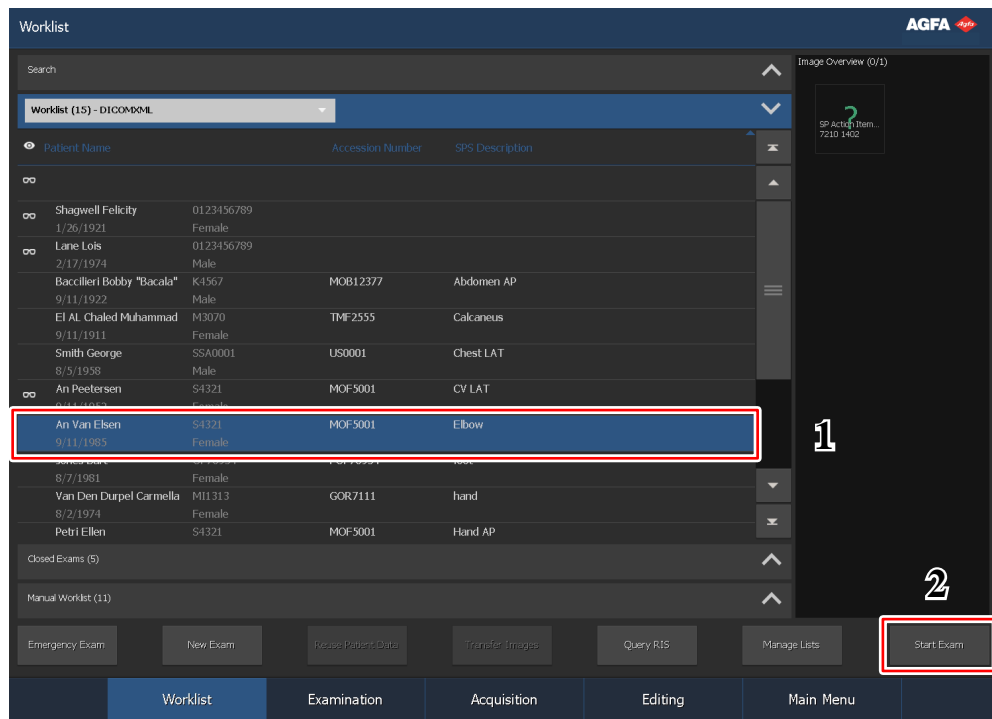 Worklist
AGFA
Search
Image Overview (0/1)
Worklist (15) - DICOMXML
SP Action Item...
7210 1402
?
Patient Name Accession Number SPS Description
Shagwell Felicity 0123456789
1/26/1921 Female
Lane Lois 0123456789
2/17/1974 Male
Baccilieri Bobby "Bacala" K4567 MOB12377 Abdomen AP
9/11/1922 Male
El AL Chaled Muhammad M3070 TMF2555 Calcaneus
9/11/1911 Female
Smith George SSA0001 US0001 Chest LAT
8/5/1958 Male
An Peetersen S4321 MOF5001 CV LAT
An Van Elsen S4321 MOF5001 Elbow
9/11/1985 Female
1
8/7/1981 Female
Van Den Durpel Carmella MI1313 GOR7111 hand
8/2/1974 Female
Petri Ellen S4321 MOF5001 Hand AP
Closed Exams (5)
Manual Worklist (11)
2
Emergency Exam New Exam Reuse Patient Data Transfer Images Query RIS Manage Lists Start Exam
Worklist Examination Acquisition Editing Main Menu